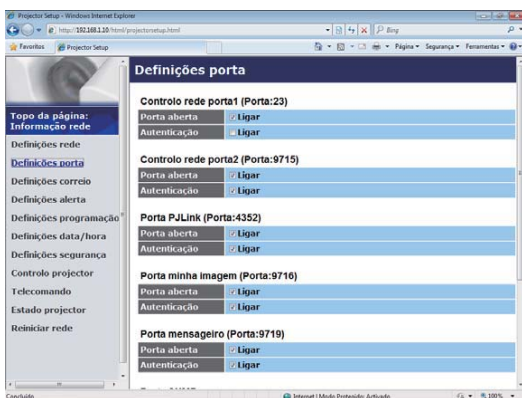 Projector Setup - Windows Internet Explorer
http://192.168.1.10/html/projectorsetup.html
Bing
Favoritos
Projector Setup
Página
Segurança
Ferramentas
Topo da página:
Informação rede
Definições rede
Definições porta
Definições correio
Definições alerta
Definições programação
Definições data/hora
Definições segurança
Controlo projector
Telecomando
Estado projector
Reiniciar rede
Definições porta
Controlo rede porta1 (Porta:23)
Porta aberta Ligar
Autenticação Ligar
Controlo rede porta2 (Porta:9715)
Porta aberta Ligar
Autenticação Ligar
Porta PJLink (Porta:4352)
Porta aberta Ligar
Autenticação Ligar
Porta minha imagem (Porta:9716)
Porta aberta Ligar
Autenticação Ligar
Porta mensageiro (Porta:9719)
Porta aberta Ligar
Autenticação Ligar
Concluído
Internet | Modo Protegido: Activado
100%